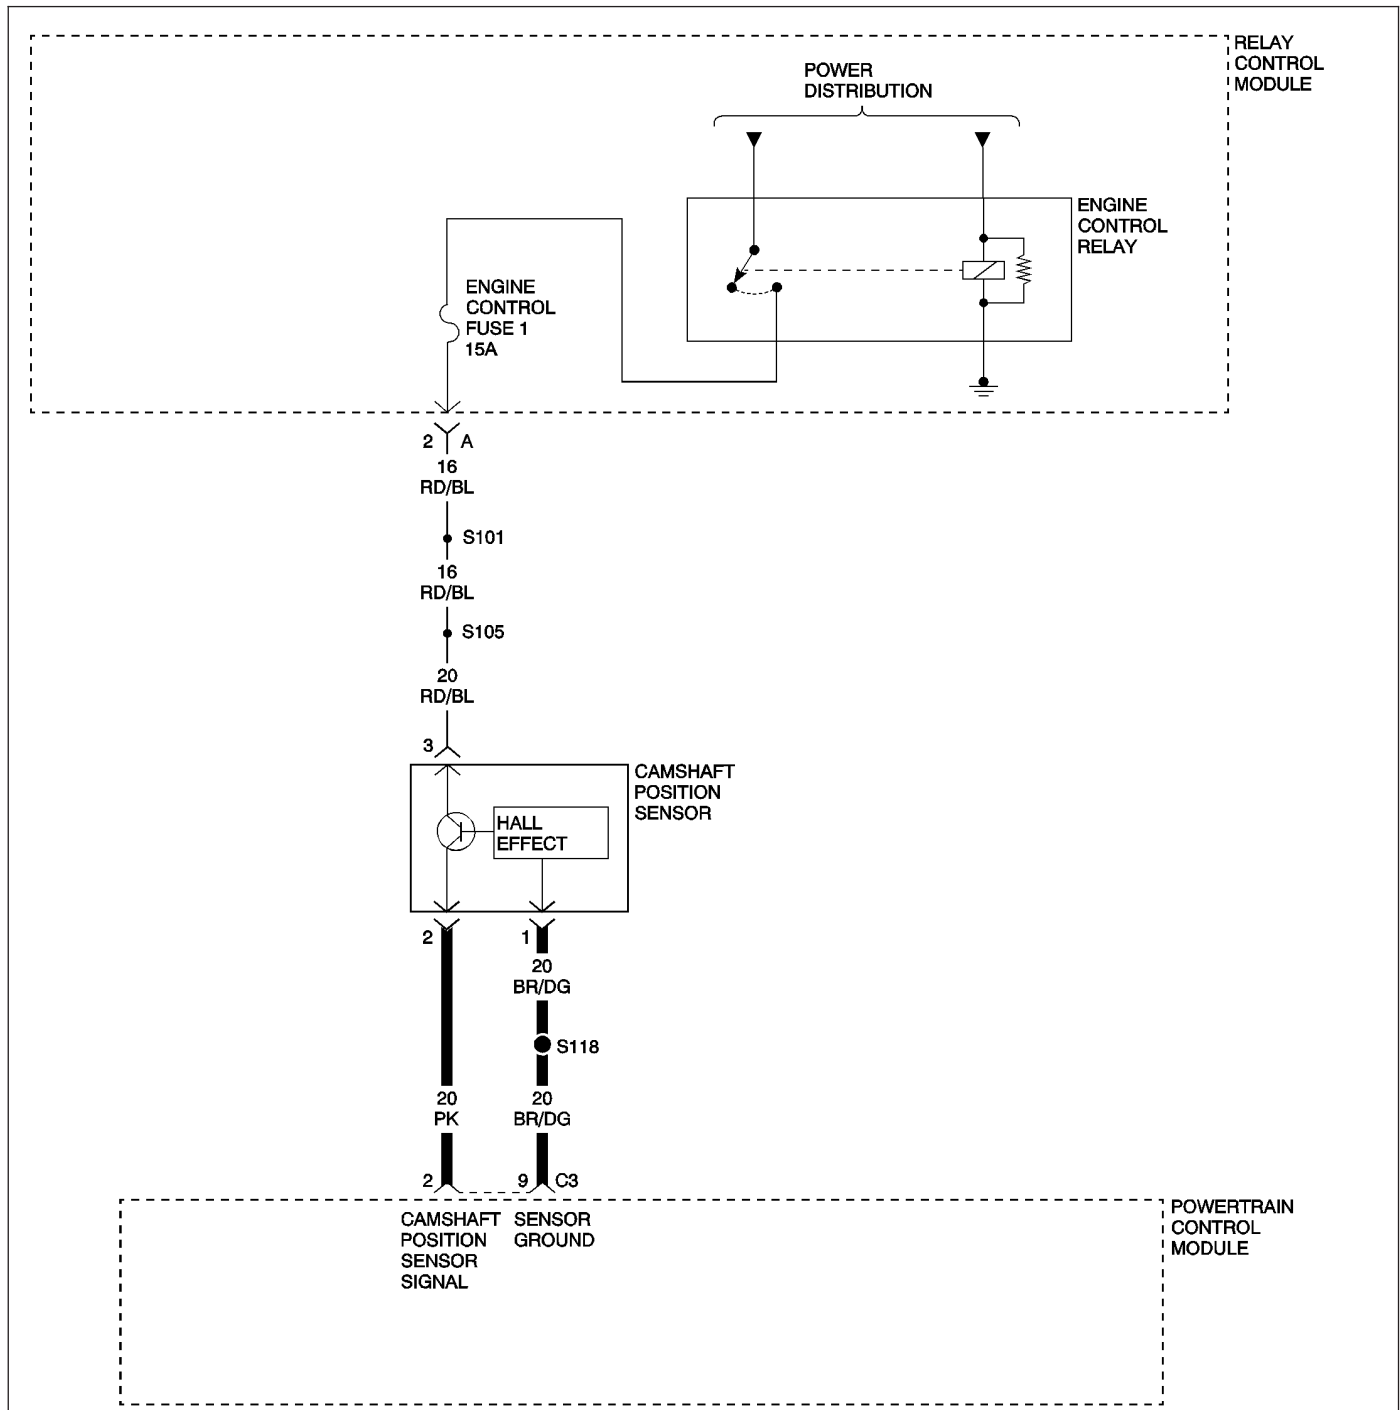 RELAY
CONTROL
MODULE
POWER
DISTRIBUTION
ENGINE
CONTROL
RELAY
ENGINE
CONTROL
FUSE 1
15A
2 A
16
RD/BL
S101
16
RD/BL
S105
20
RD/BL
3
CAMSHAFT
POSITION
SENSOR
HALL
EFFECT
2 1
20
BR/DG
S118
20 20
PK BR/DG
2 9 C3
CAMSHAFT
POSITION
SENSOR
SIGNAL
SENSOR
GROUND
POWERTRAIN
CONTROL
MODULE